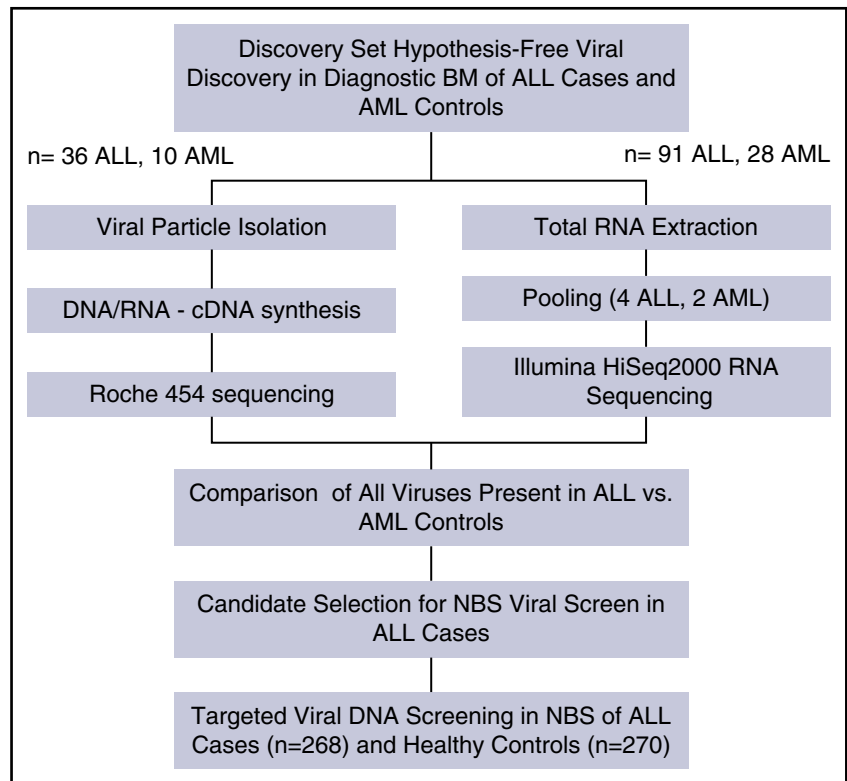 Discovery Set Hypothesis-Free Viral
Discovery in Diagnostic BM of ALL Cases and
AML Controls
n= 36 ALL, 10 AML
n= 91 ALL, 28 AML
Viral Particle Isolation
DNA/RNA - cDNA synthesis
Roche 454 sequencing
Total RNA Extraction
Pooling (4 ALL, 2 AML)
Illumina HiSeq2000 RNA
Sequencing
Comparison of All Viruses Present in ALL vs.
AML Controls
Candidate Selection for NBS Viral Screen in
ALL Cases
Targeted Viral DNA Screening in NBS of ALL
Cases (n=268) and Healthy Controls (n=270)